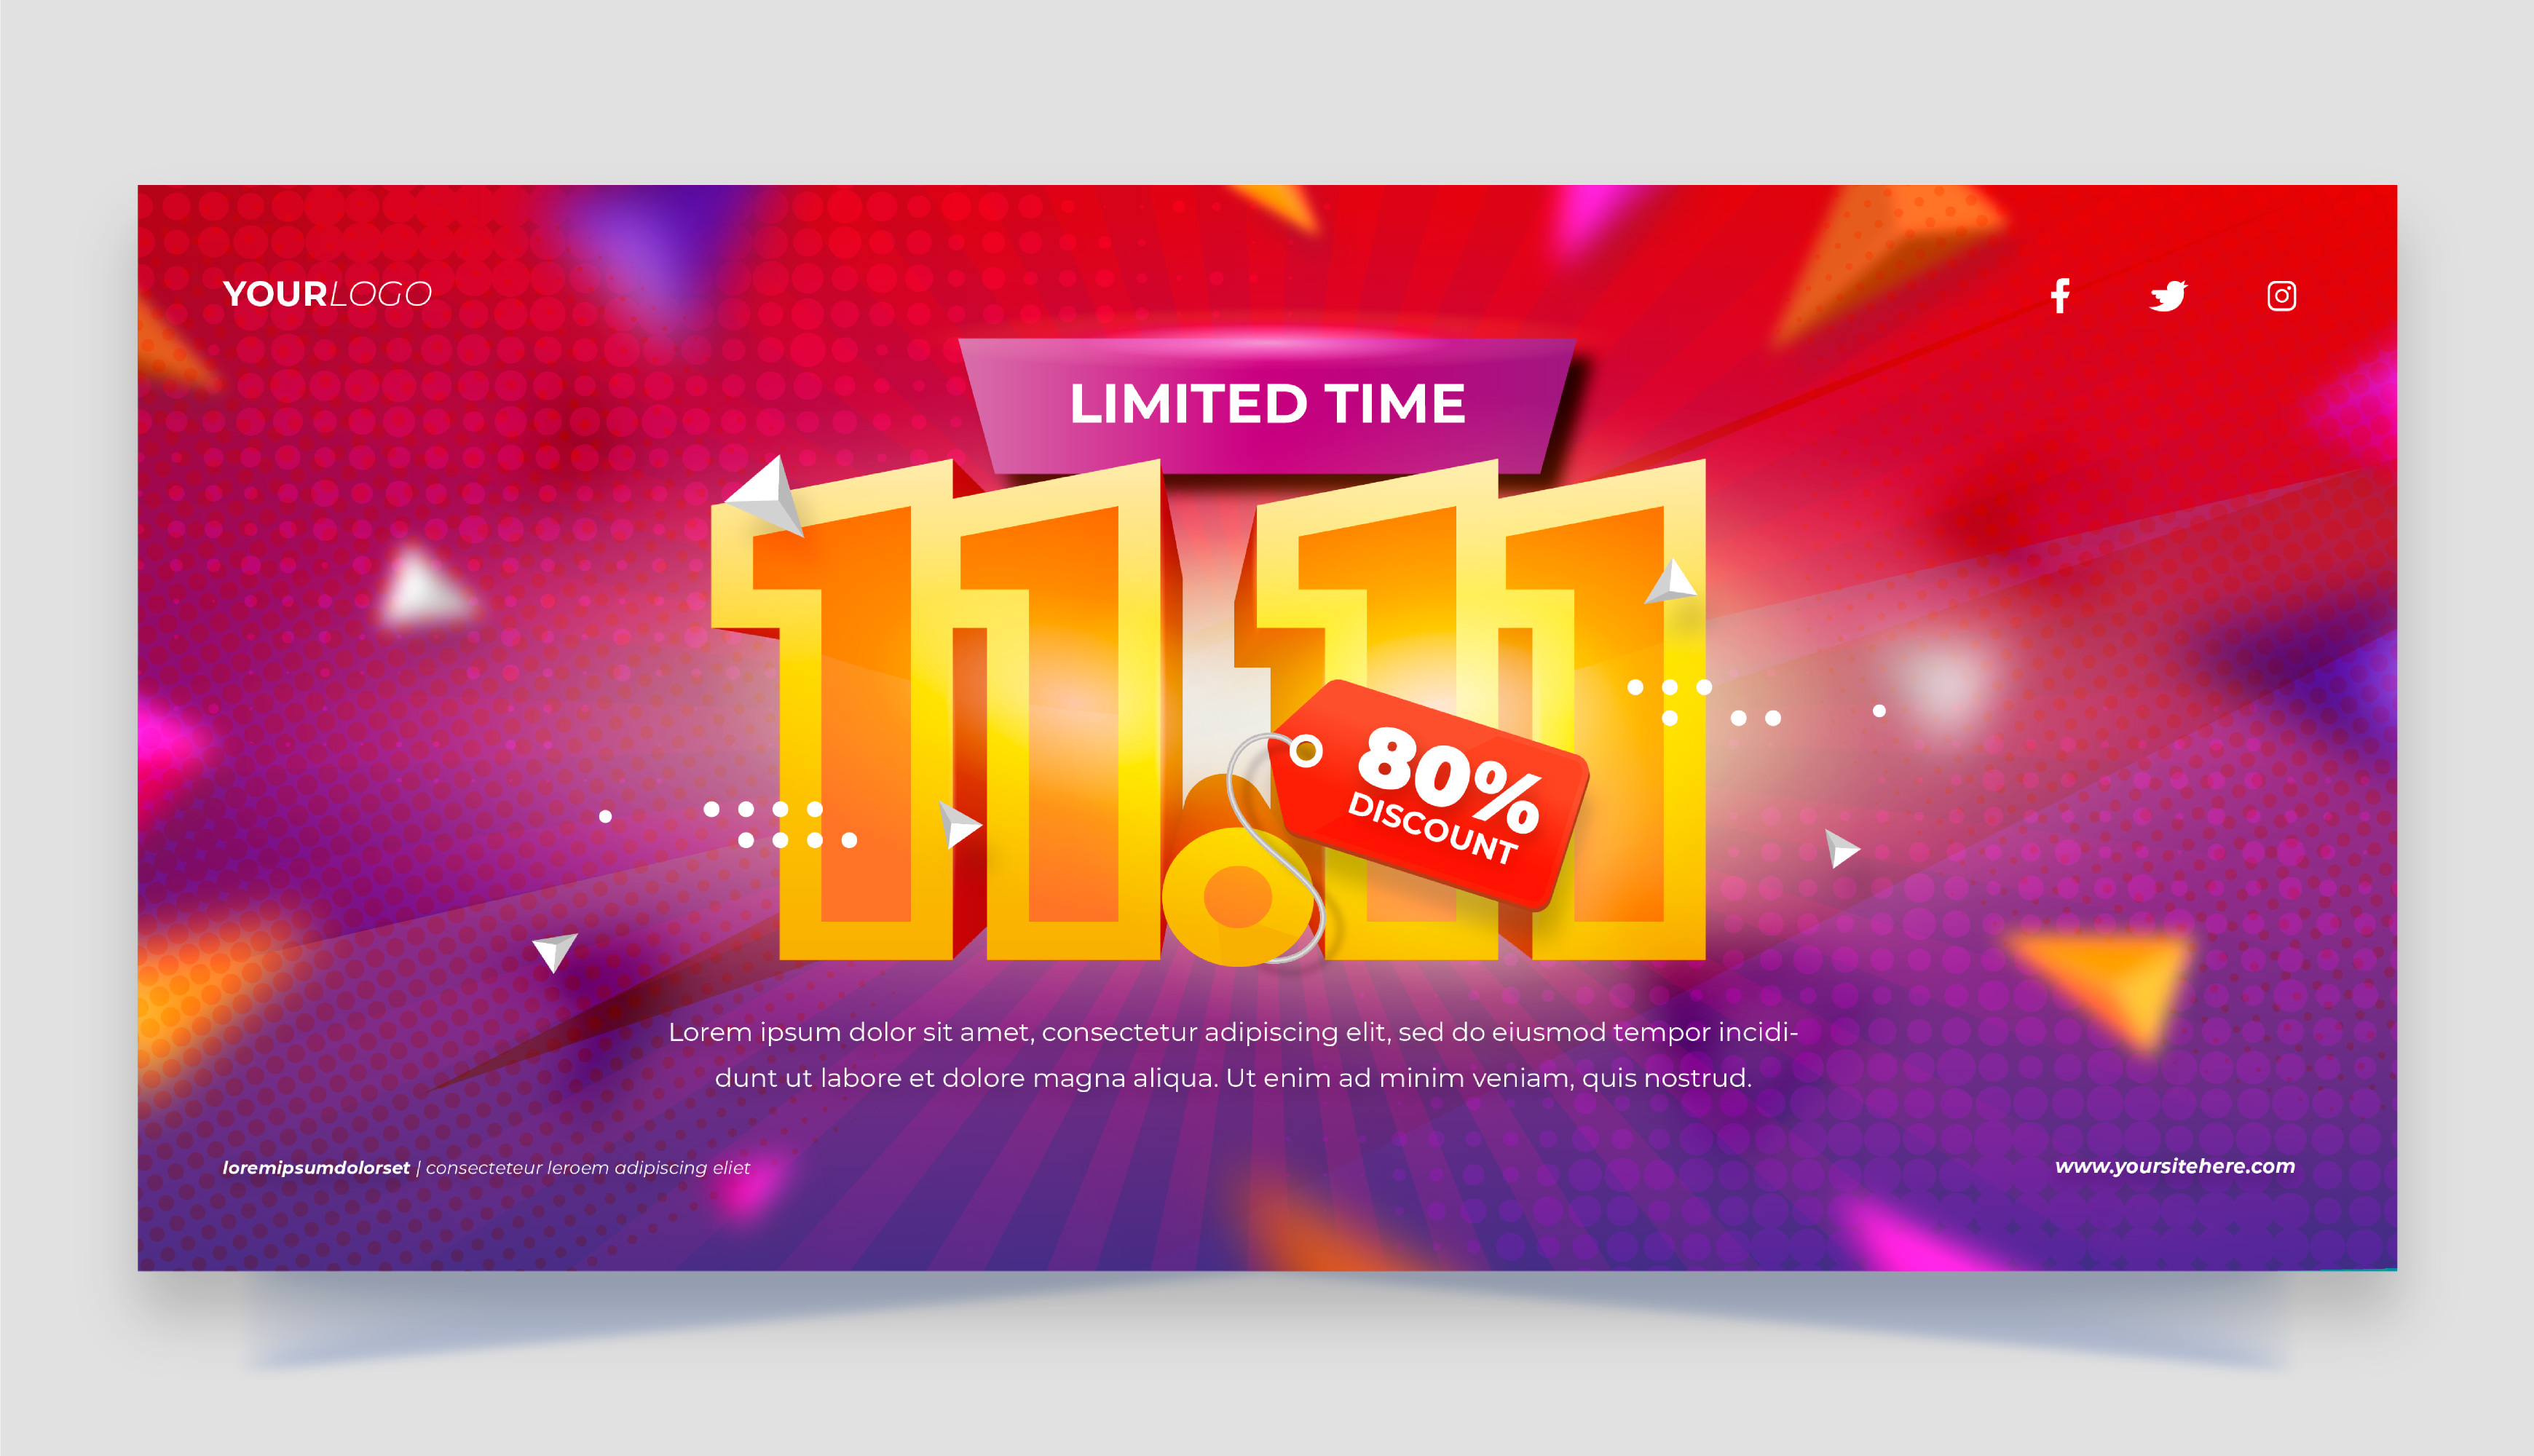 YOURLOGO
LIMITED TIME
11.11
80%
DISCOUNT
Lorem ipsum dolor sit amet, consectetur adipiscing elit, sed do eiusmod tempor incidi-
dunt ut labore et dolore magna aliqua. Ut enim ad minim veniam, quis nostrud.
loremipsumdolorset | consecteteur leroem adipiscing eliet
www.yoursitehere.com